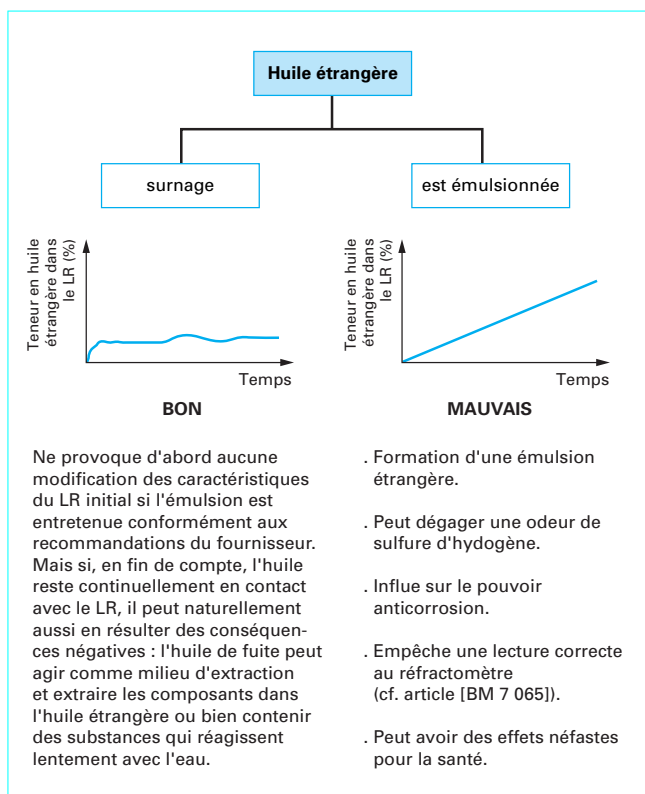 Huile étrangère
surnage
est émulsionnée
Teneur en huile
étrangère dans
le LR (%)
Temps
BON
Teneur en huile
étrangère dans
le LR (%)
Temps
MAUVAIS
Ne provoque d'abord aucune
modification des caractéristiques
du LR initial si l'émulsion est
entretenue conformément aux
recommandations du fournisseur.
Mais si, en fin de compte, l'huile
reste continuellement en contact
avec le LR, il peut naturellement
aussi en résulter des conséquen-
ces négatives : l'huile de fuite peut
agir comme milieu d'extraction
et extraire les composants dans
l'huile étrangère ou bien contenir
des substances qui réagissent
lentement avec l'eau.
. Formation d'une émulsion
étrangère.
. Peut dégager une odeur de
sulfure d'hydrogène.
. Influe sur le pouvoir
anticorrosion.
. Empêche une lecture correcte
au réfractomètre
(cf. article [BM 7 065]).
. Peut avoir des effets néfastes
pour la santé.